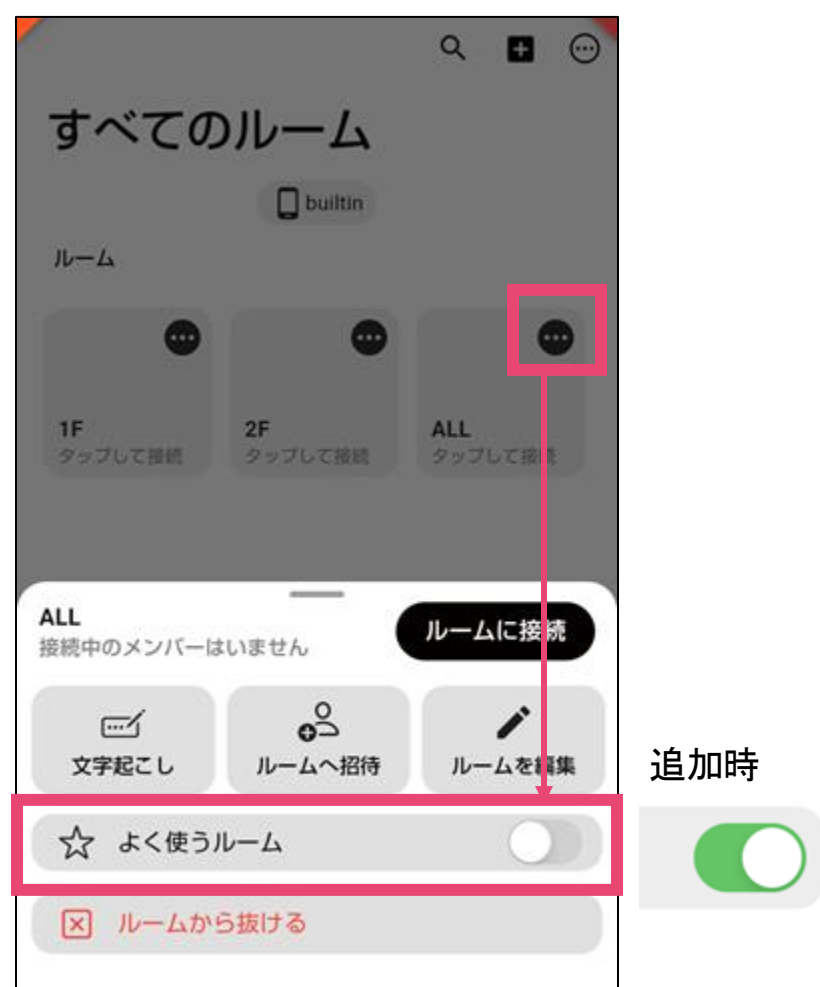 すべてのルーム
builtin
ルーム
1F
タップして接続
2F
タップして接続
ALL
タップして接続
ALL
接続中のメンバーはいません
ルームに接続
文字起こし
ルームへ招待
ルームを編集
追加時
よく使うルーム
ルームから抜ける